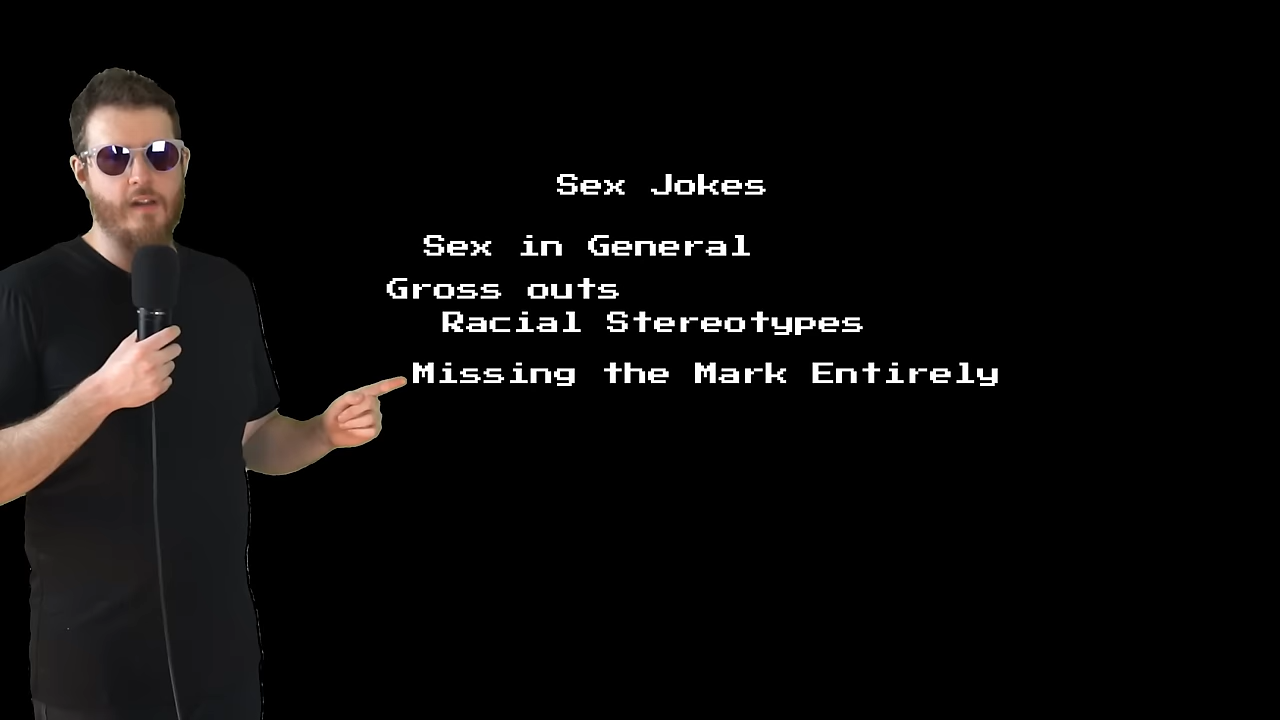 Sex Jokes
Sex in General
Gross outs
Racial Stereotypes
Missing the Mark Entirely